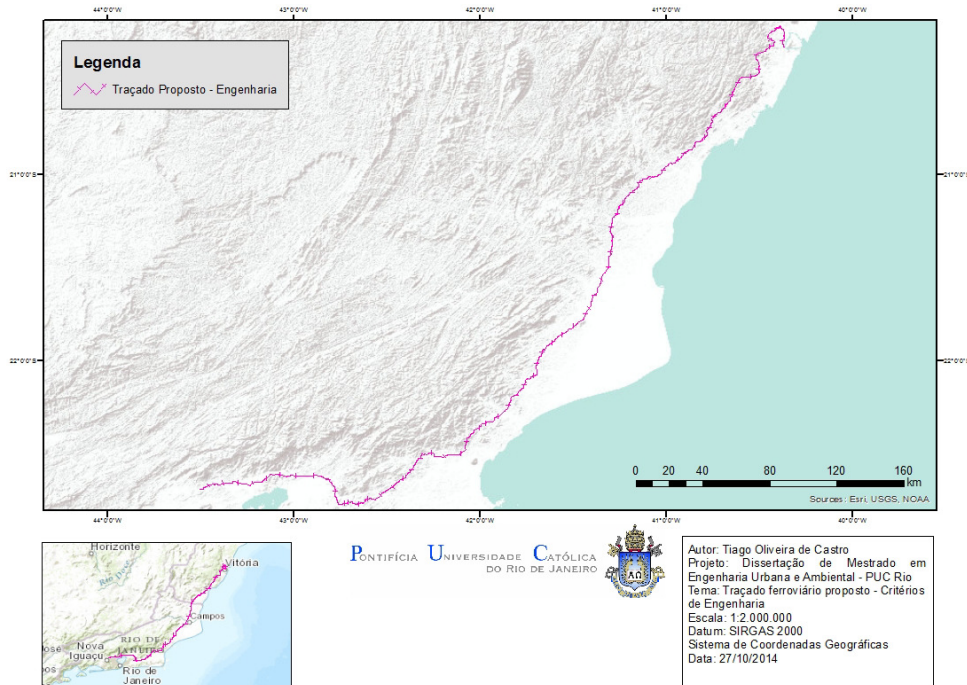 44°0'0"W 43°0'0"W 42°0'0"W 41°0'0"W 40°0'0"W
Legenda
Traçado Proposto - Engenharia
21°0'0"S 21°0'0"S
22°0'0"S 22°0'0"S
0 20 40 80 120 160
km
Sources: Esri, USGS, NOAA
44°0'0"W 43°0'0"W 42°0'0"W 41°0'0"W 40°0'0"W
Horizonte
Vitória
Campos
RIO DE
JANEIRO
José
Nova
Iguaçu
Rio de
Janeiro
PONTIFÍCIA UNIVERSIDADE CATÓLICA
DO RIO DE JANEIRO
ΑΩ
Autor: Tiago Oliveira de Castro
Projeto: Dissertação de Mestrado em
Engenharia Urbana e Ambiental - PUC Rio
Tema: Traçado ferroviário proposto - Critérios
de Engenharia
Escala: 1:2.000.000
Datum: SIRGAS 2000
Sistema de Coordenadas Geográficas
Data: 27/10/2014